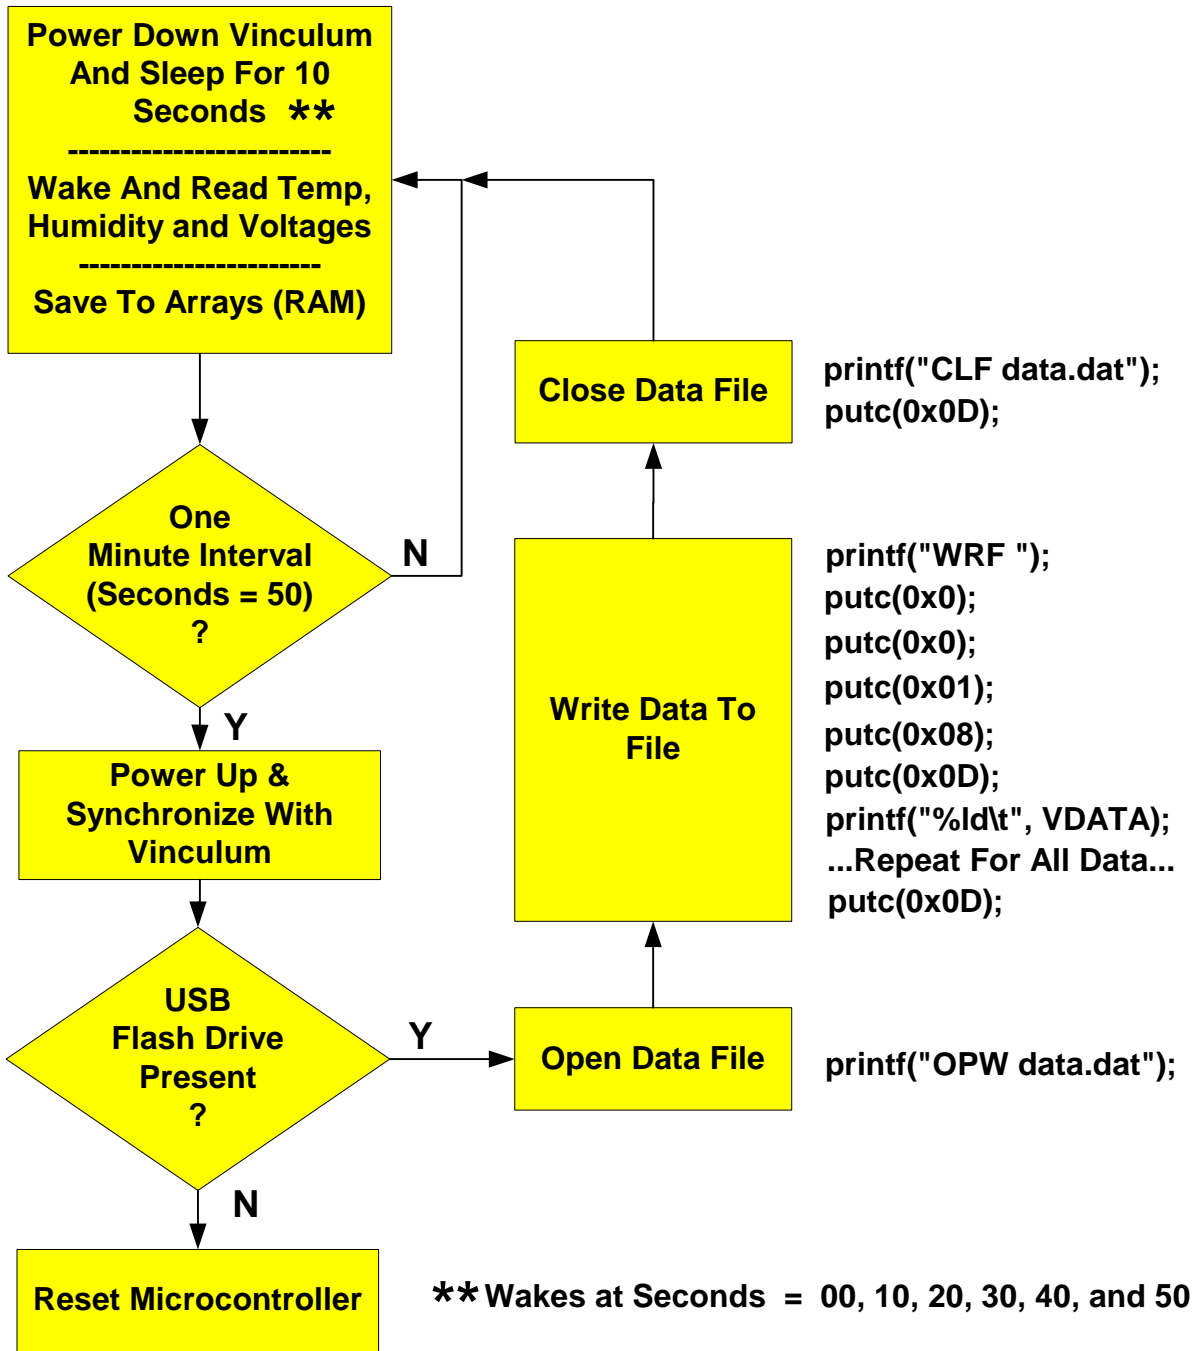 Power Down Vinculum
And Sleep For 10
Seconds **
-------------------------
Wake And Read Temp,
Humidity and Voltages
-----------------------
Save To Arrays (RAM)
One
Minute Interval
(Seconds = 50)
?
N
Y
Power Up &
Synchronize With
Vinculum
USB
Flash Drive
Present
?
Y
N
Reset Microcontroller
Open Data File
printf("OPW data.dat");
Write Data To
File
printf("WRF ");
putc(0x0);
putc(0x0);
putc(0x01);
putc(0x08);
putc(0x0D);
printf("%ld\t", VDATA);
...Repeat For All Data...
putc(0x0D);
Close Data File
printf("CLF data.dat");
putc(0x0D);
** Wakes at Seconds = 00, 10, 20, 30, 40, and 50